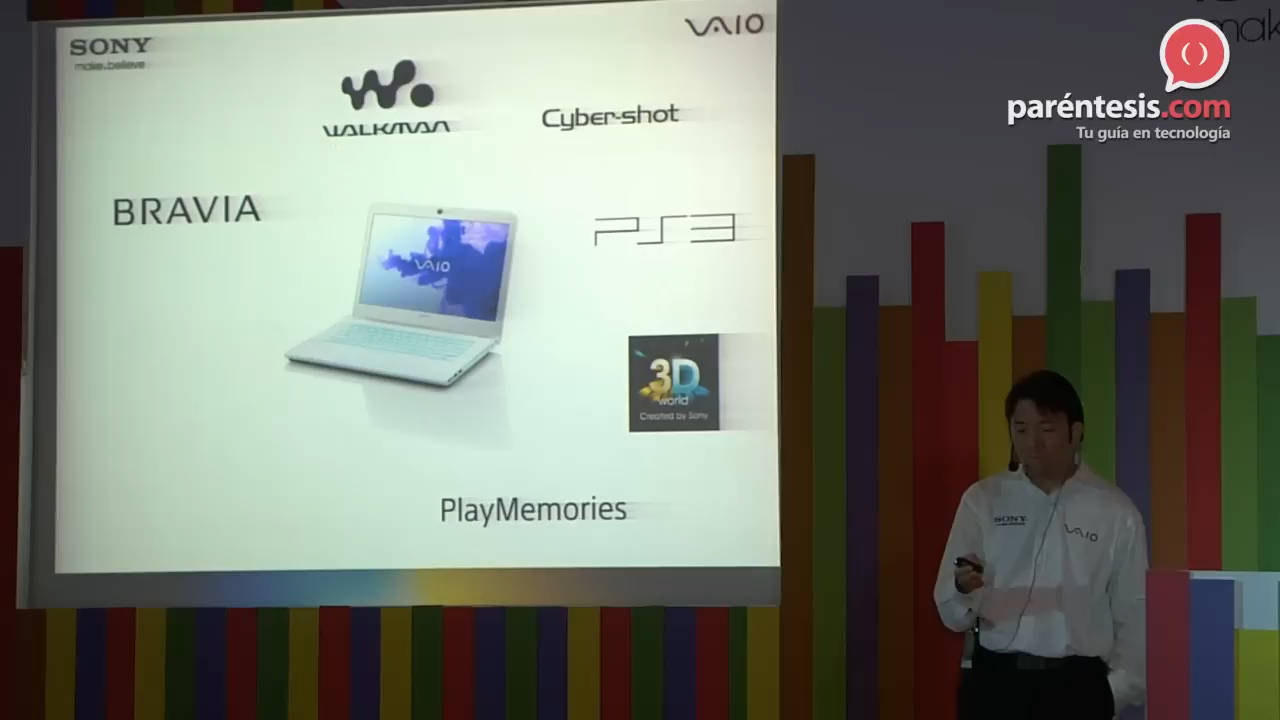 SONY
make.believe
VAIO
WALKMAN
Cyber-shot
BRAVIA
PS3
VAIO
3D
world
Created by Sony
PlayMemories
paréntesis.com
Tu guía en tecnología
mak
SONY
VAIO